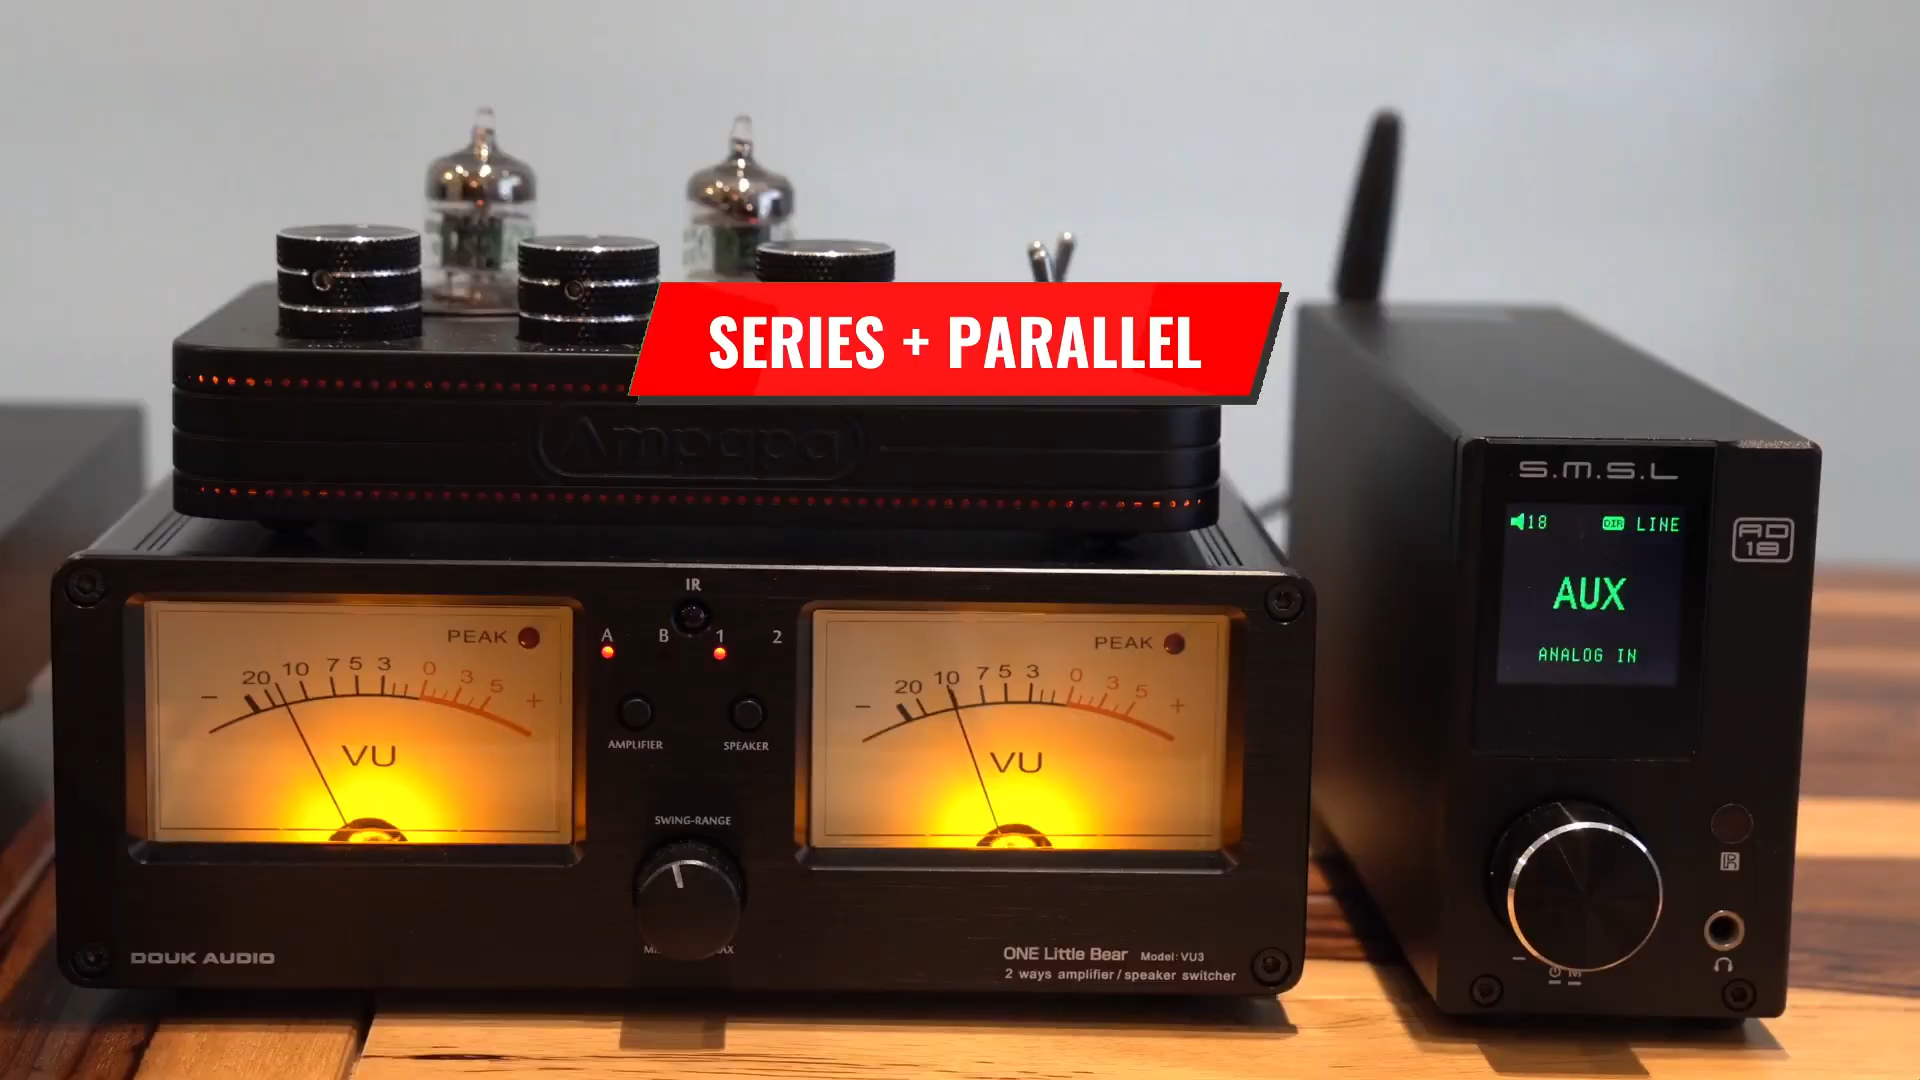 SERIES + PARALLEL
Ampapa
S.M.S.L
18 DIR LINE
AD
18
AUX
ANALOG IN
IR
A B 1 2
PEAK
20 10 7 5 3 0 3 5
- +
VU
AMPLIFIER SPEAKER
PEAK
20 10 7 5 3 0 3 5
- +
VU
SWING-RANGE
DOUK AUDIO
ONE Little Bear Model: VU3
2 ways amplifier/speaker switcher
IR